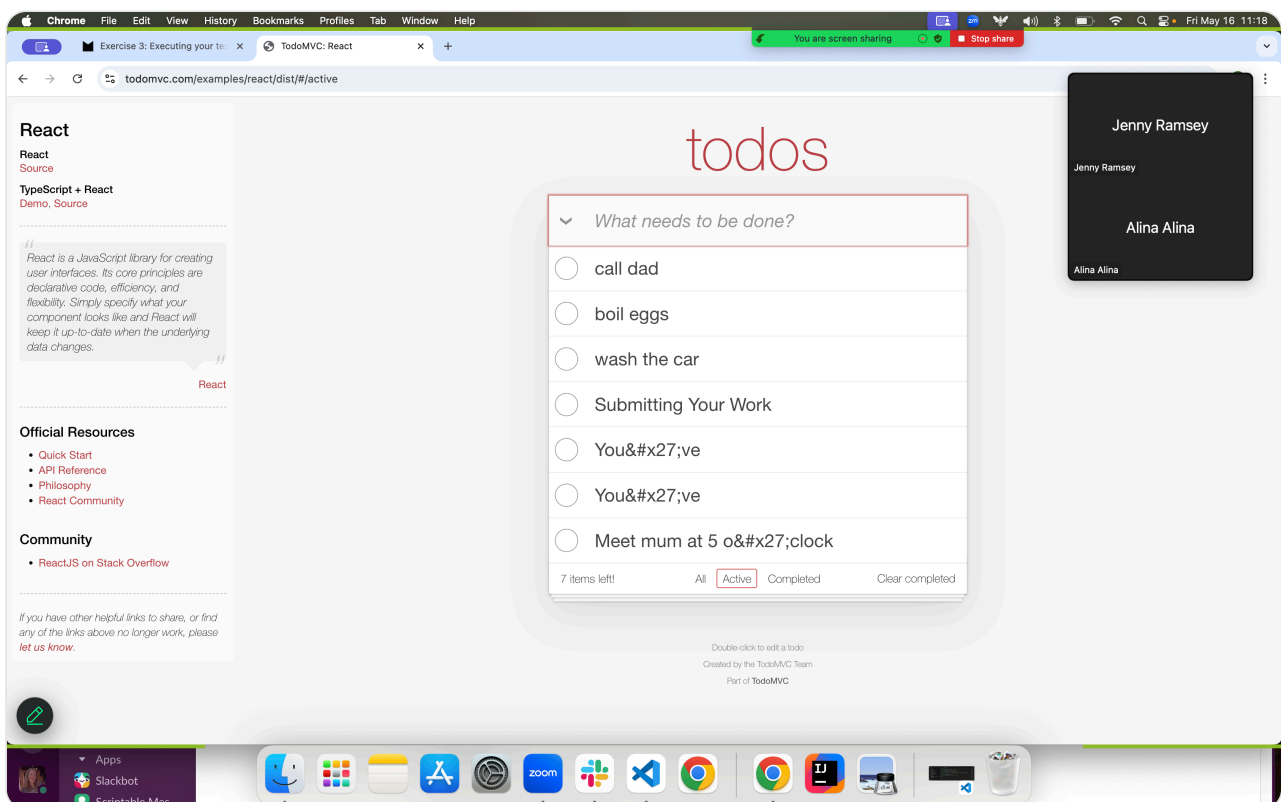 Chrome File Edit View History Bookmarks Profiles Tab Window Help
zm
Fri May 16 11:18
Exercise 3: Executing your te
TodoMVC: React
You are screen sharing
Stop share
todomvc.com/examples/react/dist/#/active
React
React
Source
TypeScript + React
Demo, Source
“
React is a JavaScript library for creating
user interfaces. Its core principles are
declarative code, efficiency, and
flexibility. Simply specify what your
component looks like and React will
keep it up-to-date when the underlying
data changes.
”
React
Official Resources
• Quick Start
• API Reference
• Philosophy
• React Community
Community
• ReactJS on Stack Overflow
If you have other helpful links to share, or find
any of the links above no longer work, please
let us know.
todos
What needs to be done?
call dad
boil eggs
wash the car
Submitting Your Work
You&#x27;ve
You&#x27;ve
Meet mum at 5 o&#x27;clock
7 items left! All Active Completed Clear completed
Double-click to edit a todo
Created by the TodoMVC Team
Part of TodoMVC
Jenny Ramsey
Jenny Ramsey
Alina Alina
Alina Alina
Apps
Slackbot
zoom
IJ